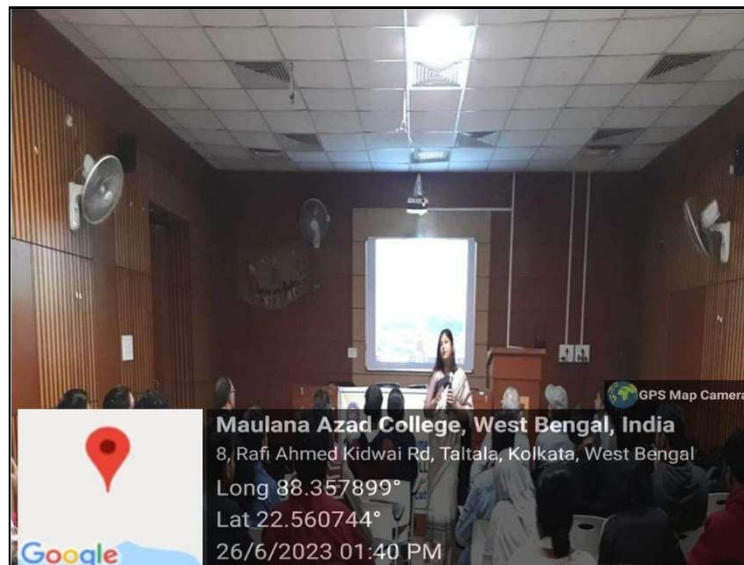 GPS Map Camera
Maulana Azad College, West Bengal, India
8, Rafi Ahmed Kidwai Rd, Taltala, Kolkata, West Bengal
Long 88.357899°
Lat 22.560744°
26/6/2023 01:40 PM
Google